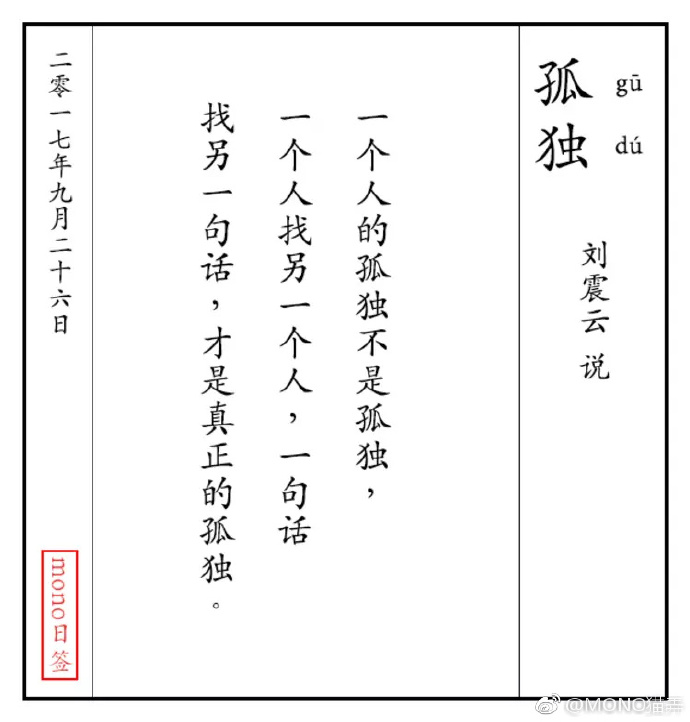 孤独
gū
dú
刘震云 说
一个人的孤独不是孤独，
一个人找另一个人，一句话
找另一句话，才是真正的孤独。
二零一七年九月二十六日
mono日签
@MONO猫弄